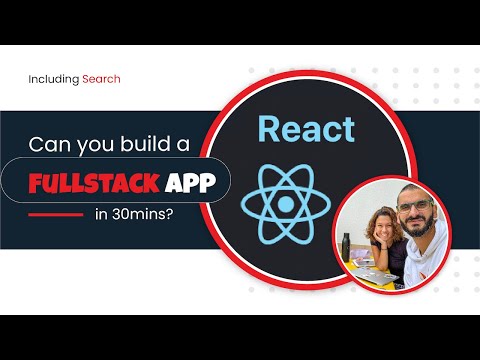 Including Search
Can you build a
FULLSTACK APP
in 30mins?
React